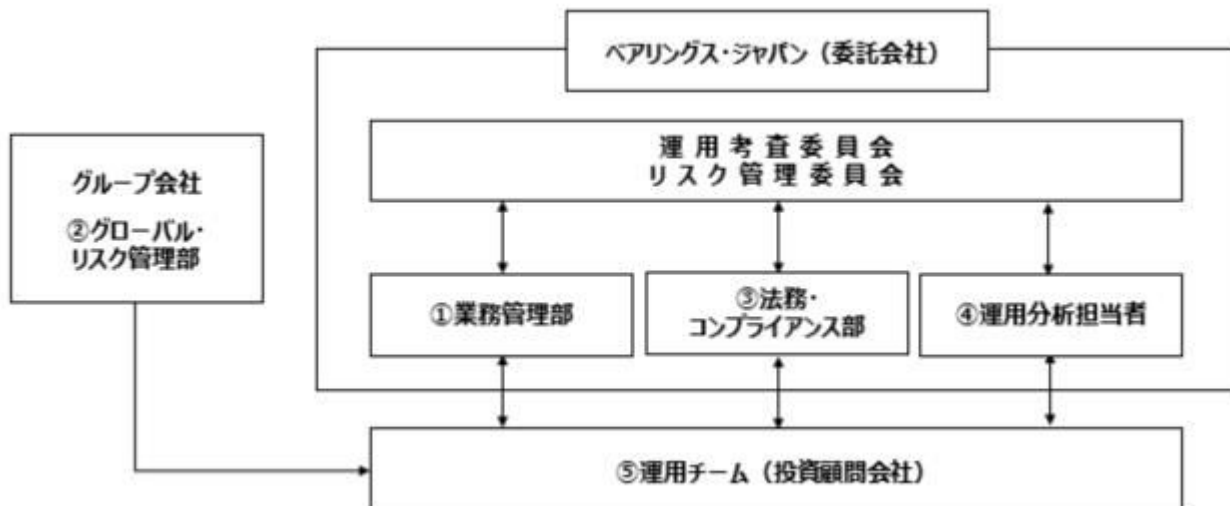 ベアリングス・ジャパン（委託会社）
運用考査委員会
リスク管理委員会
グループ会社
②グローバル・
リスク管理部
①業務管理部
③法務・
コンプライアンス部
④運用分析担当者
⑤運用チーム（投資顧問会社）